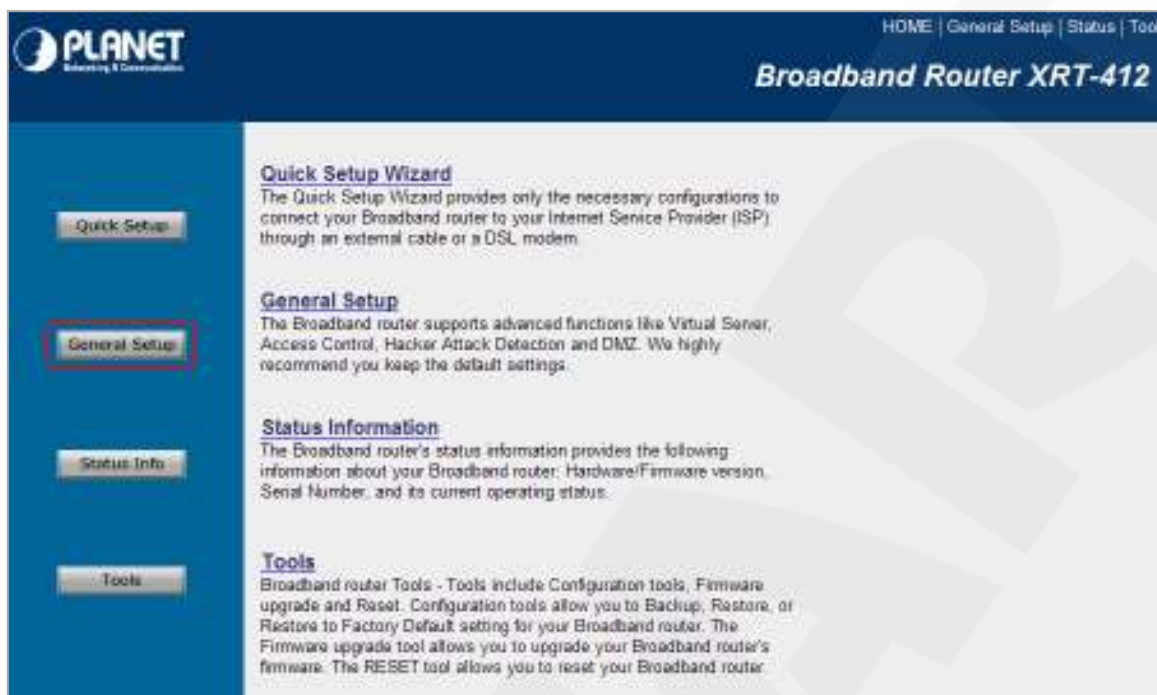 PLANET
Networking & Communication
HOME | General Setup | Status | Tool
Broadband Router XRT-412
Quick Setup
General Setup
Status Info
Tools
Quick Setup Wizard
The Quick Setup Wizard provides only the necessary configurations to
connect your Broadband router to your Internet Service Provider (ISP)
through an external cable or a DSL modem.
General Setup
The Broadband router supports advanced functions like Virtual Server,
Access Control, Hacker Attack Detection and DMZ. We highly
recommend you keep the default settings.
Status Information
The Broadband router's status information provides the following
information about your Broadband router: Hardware/Firmware version,
Serial Number, and its current operating status.
Tools
Broadband router Tools - Tools include Configuration tools, Firmware
upgrade and Reset. Configuration tools allow you to Backup, Restore, or
Restore to Factory Default setting for your Broadband router. The
Firmware upgrade tool allows you to upgrade your Broadband router's
firmware. The RESET tool allows you to reset your Broadband router